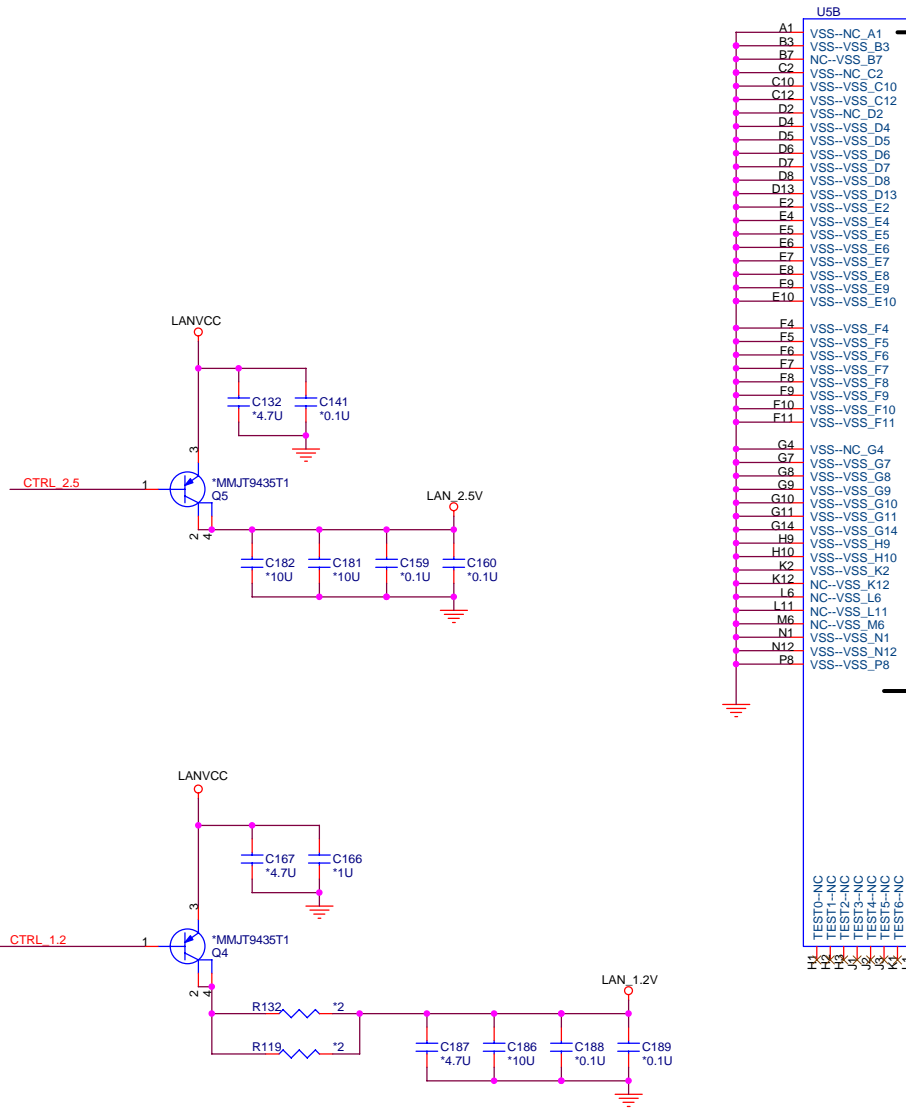 U5B
A1 VSS--NC_A1
B3 VSS--VSS_B3
B7 NC--VSS_B7
C2 VSS--NC_C2
C10 VSS--VSS_C10
C12 VSS--VSS_C12
D2 VSS--NC_D2
D4 VSS--VSS_D4
D5 VSS--VSS_D5
D6 VSS--VSS_D6
D7 VSS--VSS_D7
D8 VSS--VSS_D8
D13 VSS--VSS_D13
E2 VSS--VSS_E2
E4 VSS--VSS_E4
E5 VSS--VSS_E5
E6 VSS--VSS_E6
E7 VSS--VSS_E7
E8 VSS--VSS_E8
E9 VSS--VSS_E9
E10 VSS--VSS_E10
F4 VSS--VSS_F4
F5 VSS--VSS_F5
F6 VSS--VSS_F6
F7 VSS--VSS_F7
F8 VSS--VSS_F8
F9 VSS--VSS_F9
F10 VSS--VSS_F10
F11 VSS--VSS_F11
G4 VSS--NC_G4
G7 VSS--VSS_G7
G8 VSS--VSS_G8
G9 VSS--VSS_G9
G10 VSS--VSS_G10
G11 VSS--VSS_G11
G14 VSS--VSS_G14
H9 VSS--VSS_H9
H10 VSS--VSS_H10
K2 VSS--VSS_K2
K12 NC--VSS_K12
L6 NC--VSS_L6
L11 NC--VSS_L11
M6 NC--VSS_M6
N1 VSS--VSS_N1
N12 VSS--VSS_N12
P8 VSS--VSS_P8
TEST0--NC
TEST1--NC
TEST2--NC
TEST3--NC
TEST4--NC
TEST5--NC
TEST6--NC
H1
H2
H3
J1
J2
J3
K1
LANVCC
C132
*4.7U
C141
*0.1U
3
CTRL_2.5
1
*MMJT9435T1
Q5
2
4
LAN_2.5V
C182
*10U
C181
*10U
C159
*0.1U
C160
*0.1U
LANVCC
C167
*4.7U
C166
*1U
3
CTRL_1.2
1
*MMJT9435T1
Q4
2
4
LAN_1.2V
R132 *2
R119 *2
C187
*4.7U
C186
*10U
C188
*0.1U
C189
*0.1U